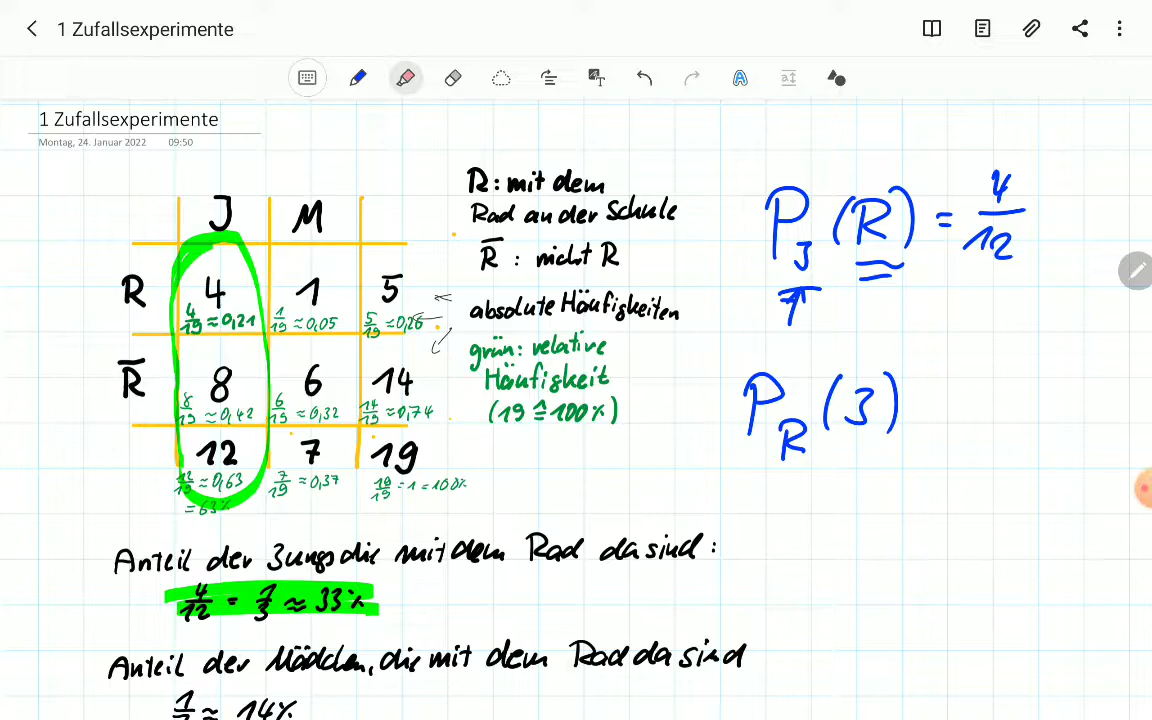 1 Zufallsexperimente
1 Zufallsexperimente
Montag, 24. Januar 2022 09:50
J M
R 4 1 5
4/19 ≈ 0,21 1/19 ≈ 0,05 5/19 ≈ 0,26
R̅ 8 6 14
8/19 ≈ 0,42 6/19 ≈ 0,32 14/19 ≈ 0,74
12 7 19
12/19 ≈ 0,63 7/19 ≈ 0,37 19/19 = 1 = 100%
= 63%
R: mit dem
Rad an der Schule
R̅ : nicht R
absolute Häufigkeiten
grün: relative
Häufigkeit
(19 ≙ 100%)
P_J (R) = 4/12
P_R (J)
Anteil der Jungs die mit dem Rad da sind:
4/12 = 1/3 ≈ 33%
Anteil der Mädchen, die mit dem Rad da sind
1/7 ≈ 14%